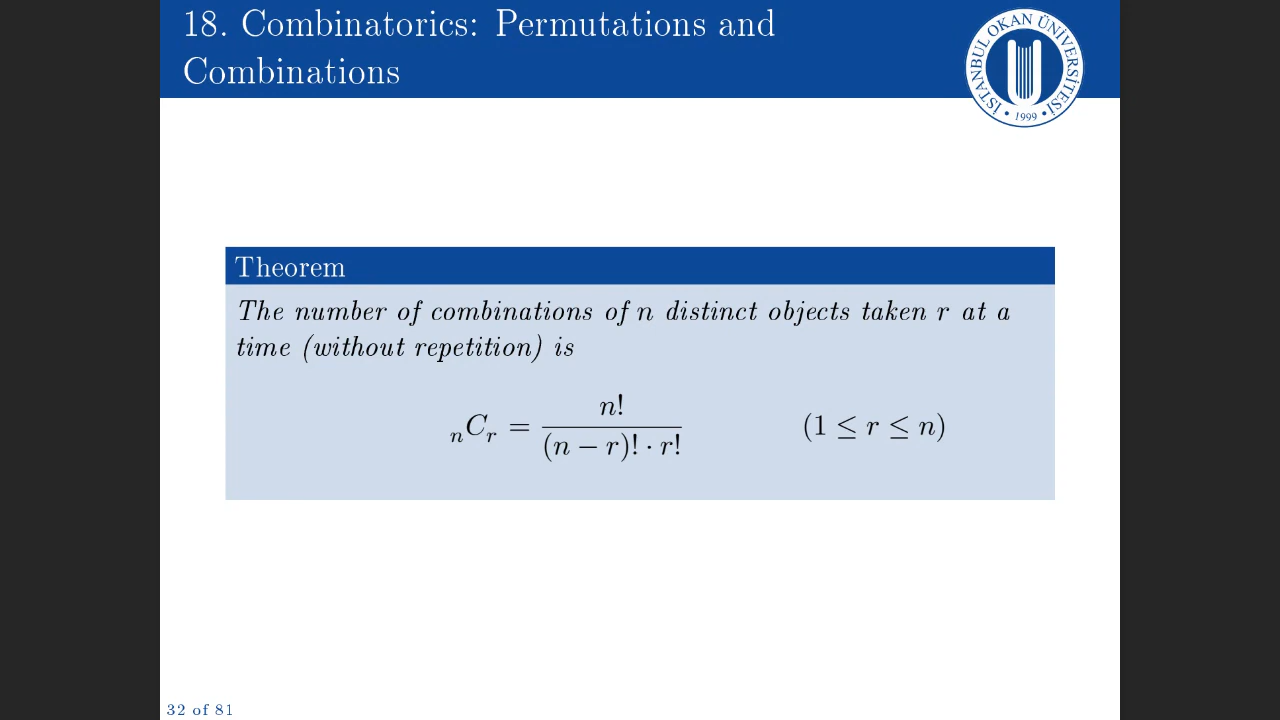 18. Combinatorics: Permutations and
Combinations
İSTANBUL OKAN ÜNİVERSİTESİ
• 1999 •
Theorem
The number of combinations of n distinct objects taken r at a
time (without repetition) is
nCr = n! / (n − r)! · r! (1 ≤ r ≤ n)
32 of 81